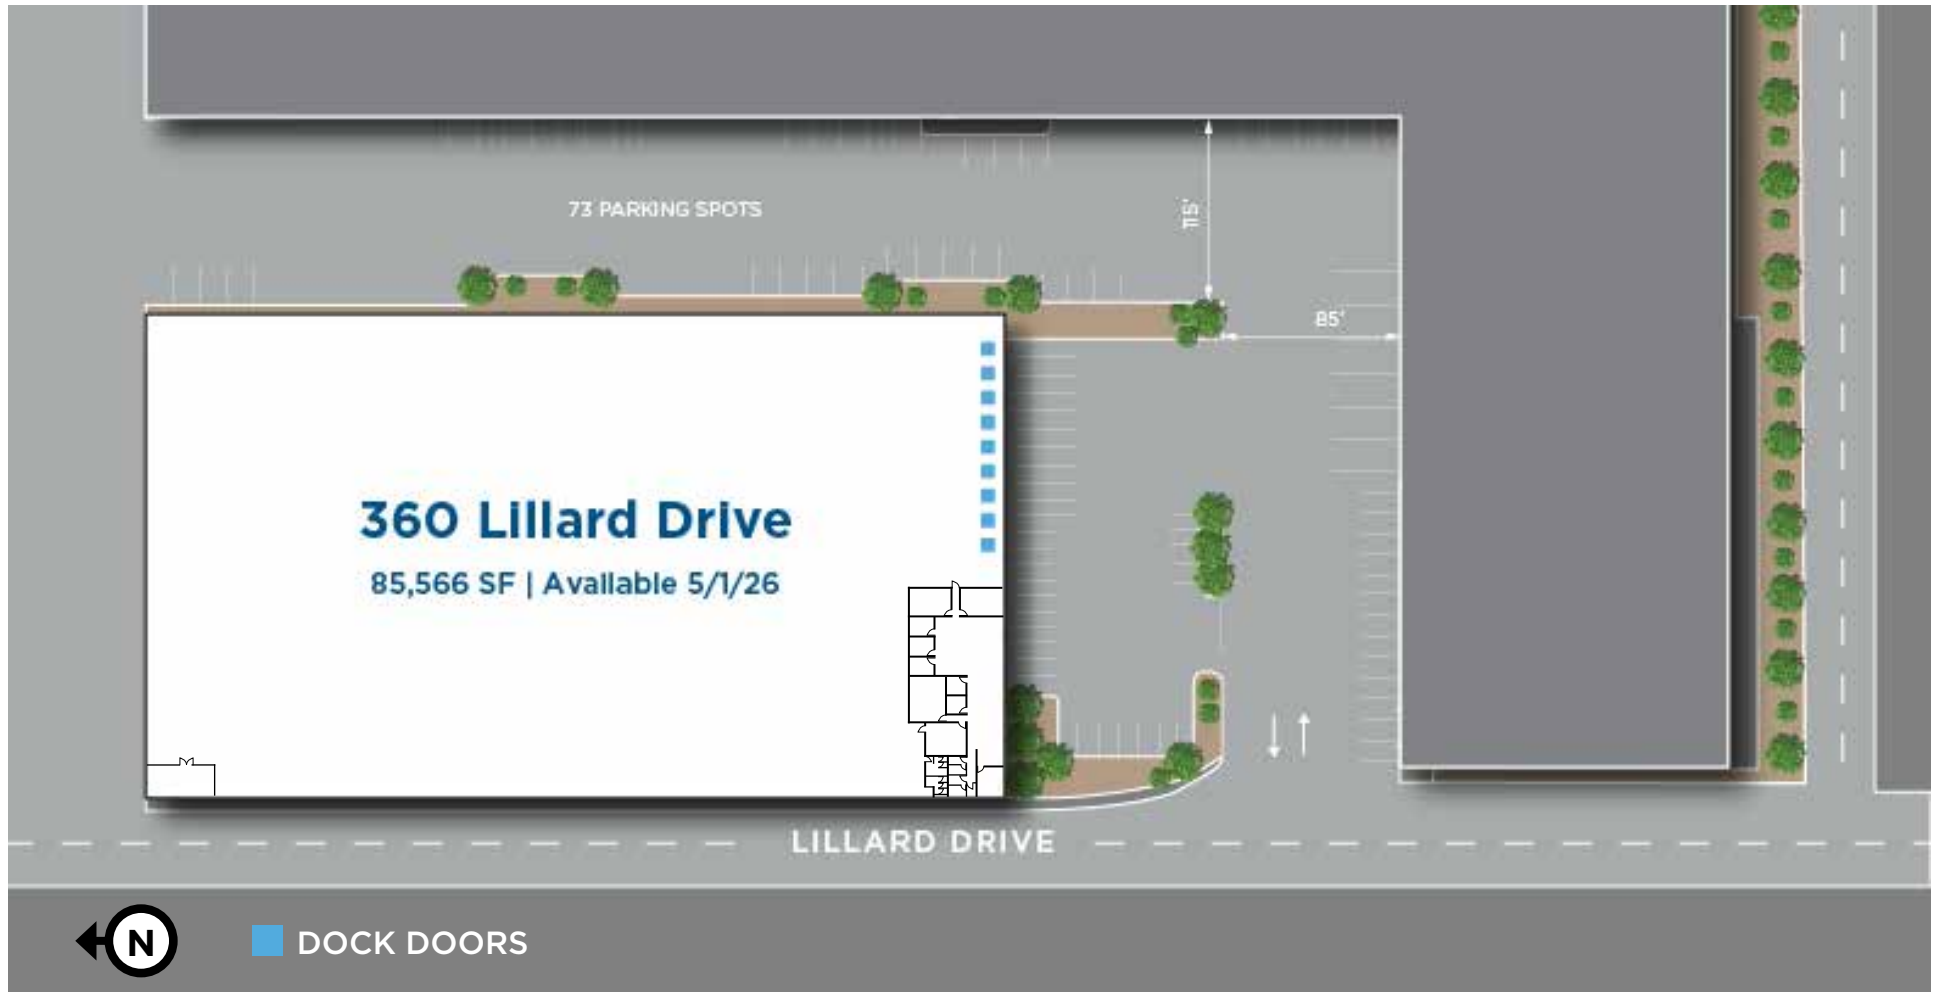 73 PARKING SPOTS
115'
85'
360 Lillard Drive
85,566 SF | Available 5/1/26
LILLARD DRIVE
N
DOCK DOORS